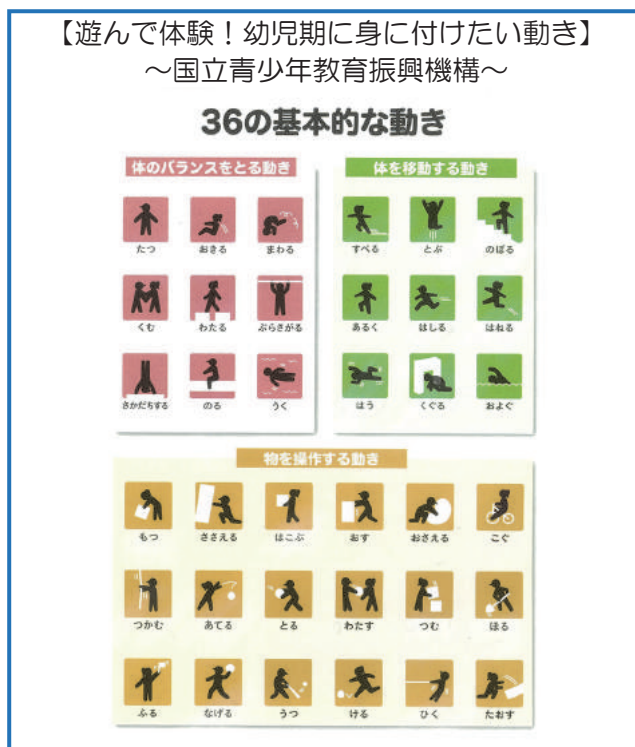 【遊んで体験！幼児期に身に付けたい動き】
～国立青少年教育振興機構～
36の基本的な動き
体のバランスをとる動き
たつ おきる まわる
くむ わたる ぶらさがる
さかだちする のる うく
体を移動する動き
すべる とぶ のぼる
あるく はしる はねる
はう くぐる およぐ
物を操作する動き
もつ ささえる はこぶ おす おさえる こぐ
つかむ あてる とる わたす つむ ほる
ふる なげる うつ ける ひく たおす